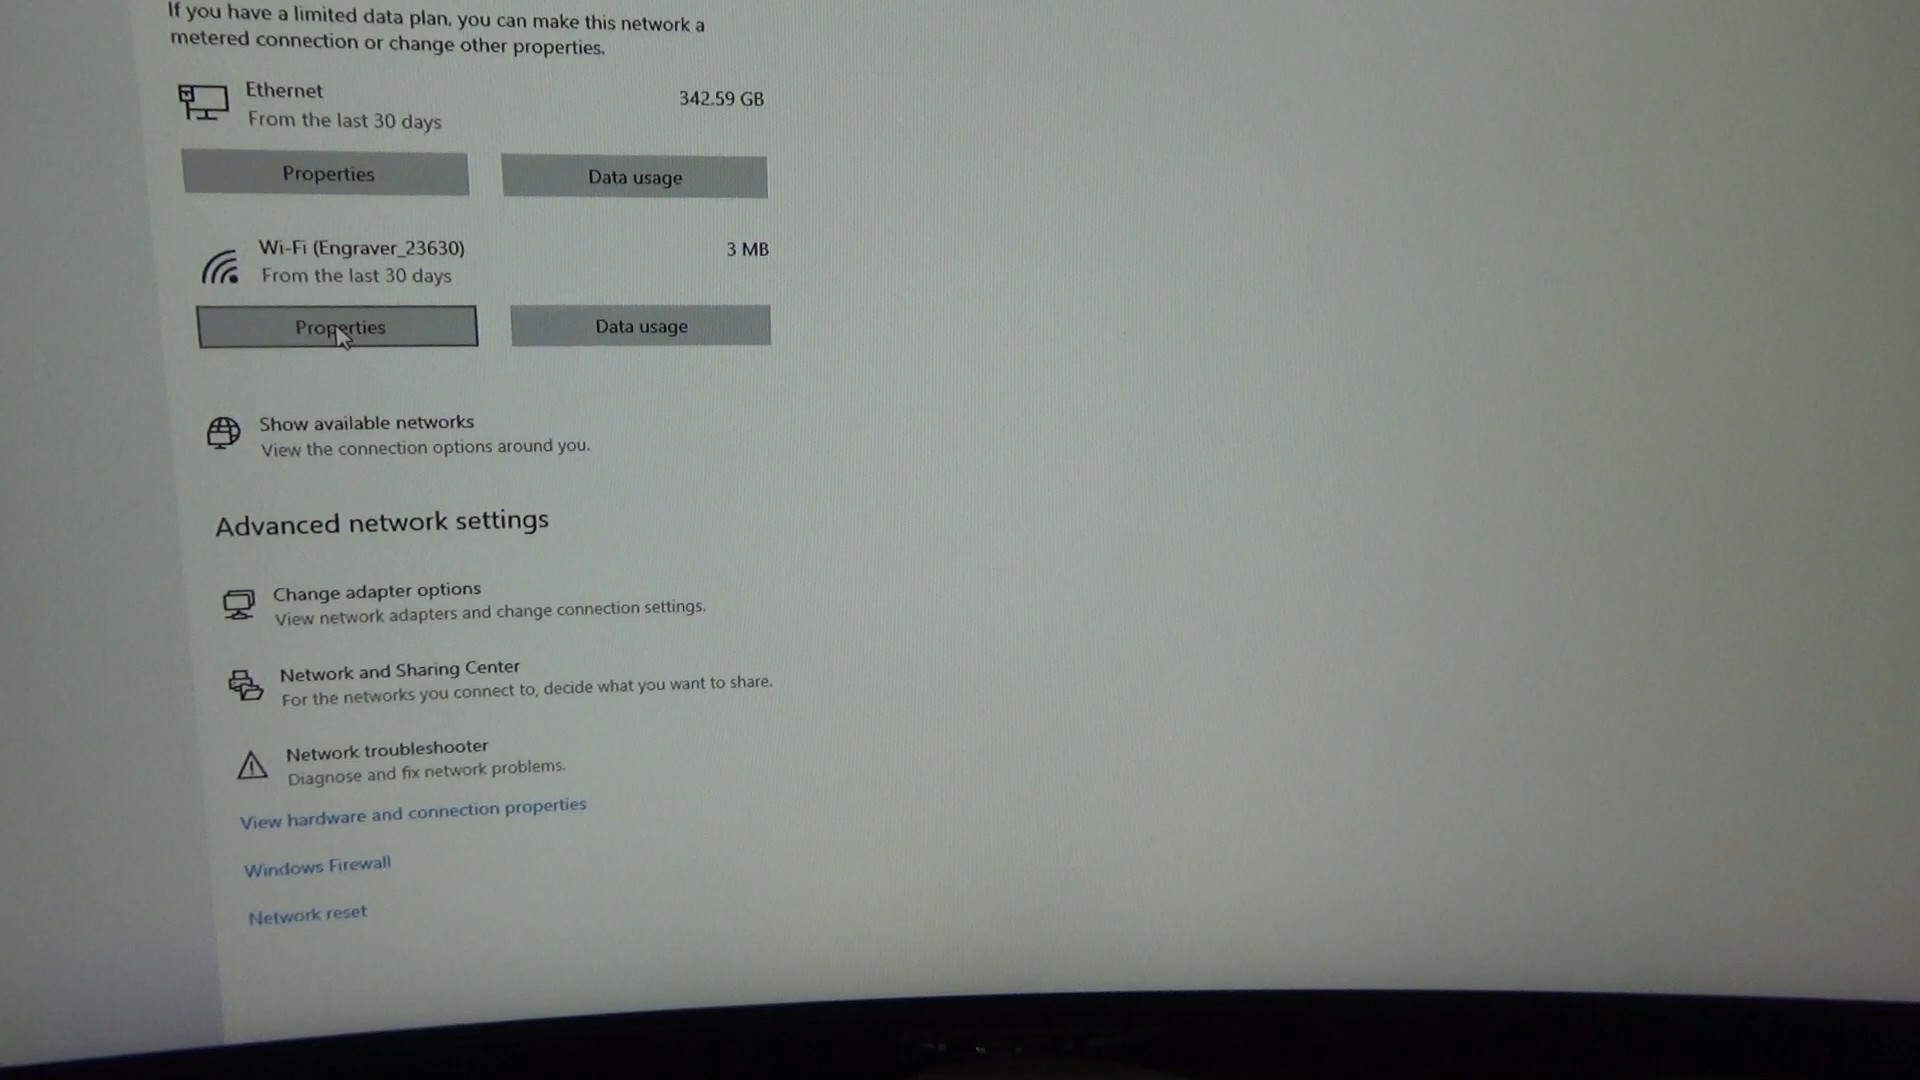 If you have a limited data plan, you can make this network a
metered connection or change other properties.
Ethernet
342.59 GB
From the last 30 days
Properties
Data usage
Wi-Fi (Engraver_23630)
3 MB
From the last 30 days
Properties
Data usage
Show available networks
View the connection options around you.
Advanced network settings
Change adapter options
View network adapters and change connection settings.
Network and Sharing Center
For the networks you connect to, decide what you want to share.
Network troubleshooter
Diagnose and fix network problems.
View hardware and connection properties
Windows Firewall
Network reset